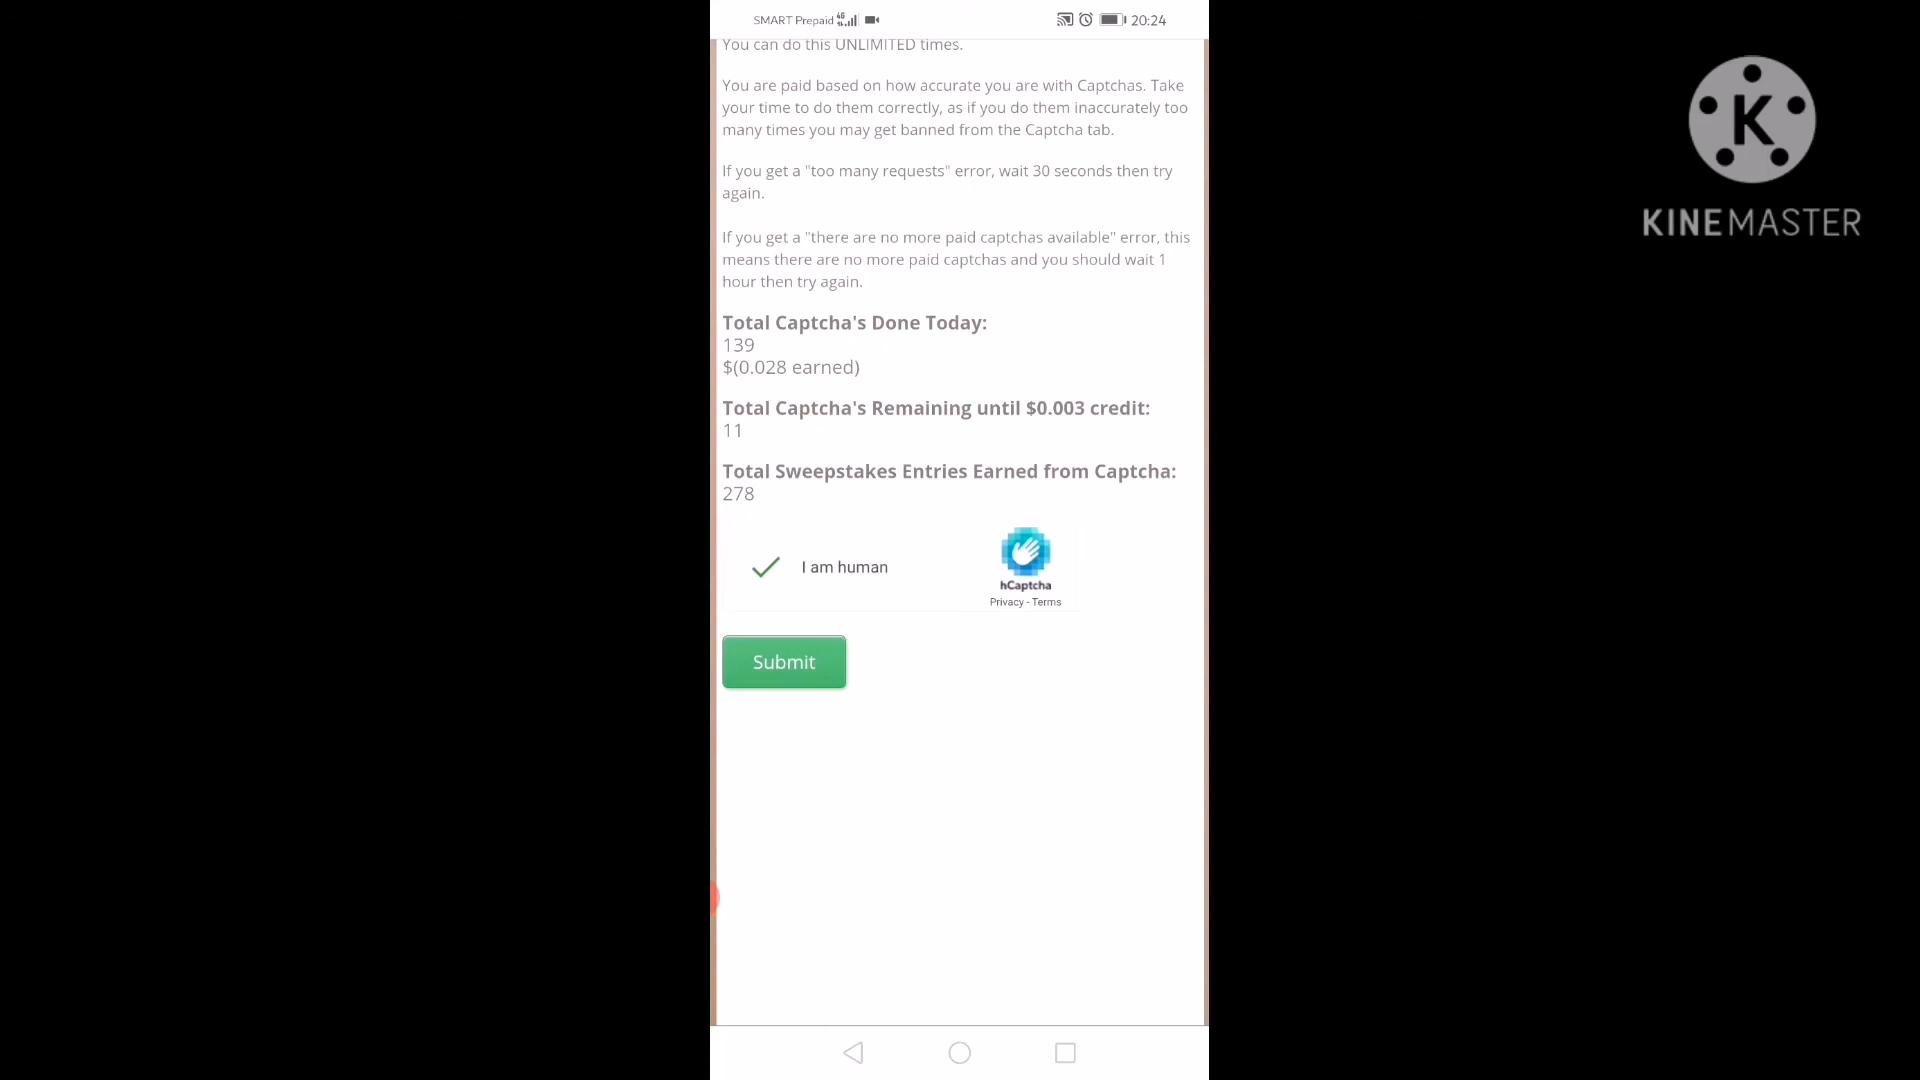 SMART Prepaid 4G 20:24
You can do this UNLIMITED times.
You are paid based on how accurate you are with Captchas. Take
your time to do them correctly, as if you do them inaccurately too
many times you may get banned from the Captcha tab.
If you get a "too many requests" error, wait 30 seconds then try
again.
If you get a "there are no more paid captchas available" error, this
means there are no more paid captchas and you should wait 1
hour then try again.
Total Captcha's Done Today:
139
$(0.028 earned)
Total Captcha's Remaining until $0.003 credit:
11
Total Sweepstakes Entries Earned from Captcha:
278
I am human
hCaptcha
Privacy - Terms
Submit
K
KINEMASTER